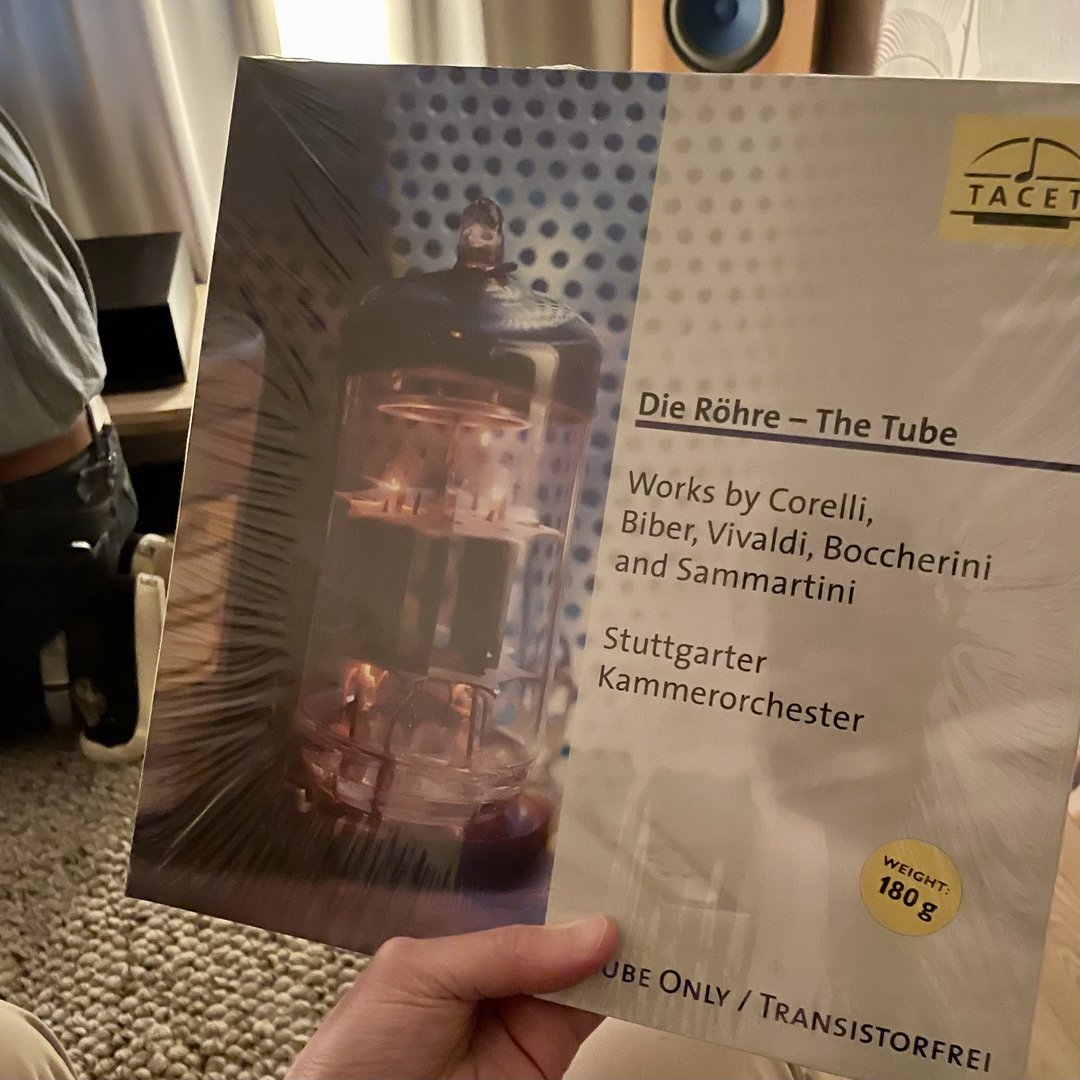 TACET
Die Röhre – The Tube
Works by Corelli,
Biber, Vivaldi, Boccherini
and Sammartini
Stuttgarter
Kammerorchester
WEIGHT:
180 g
UBE ONLY / TRANSISTORFREI